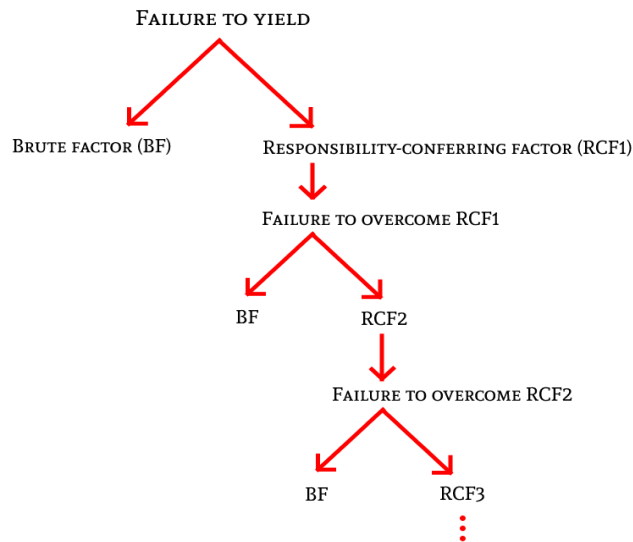 Failure to yield
Brute factor (BF)
Responsibility-conferring factor (RCF1)
Failure to overcome RCF1
BF
RCF2
Failure to overcome RCF2
BF
RCF3